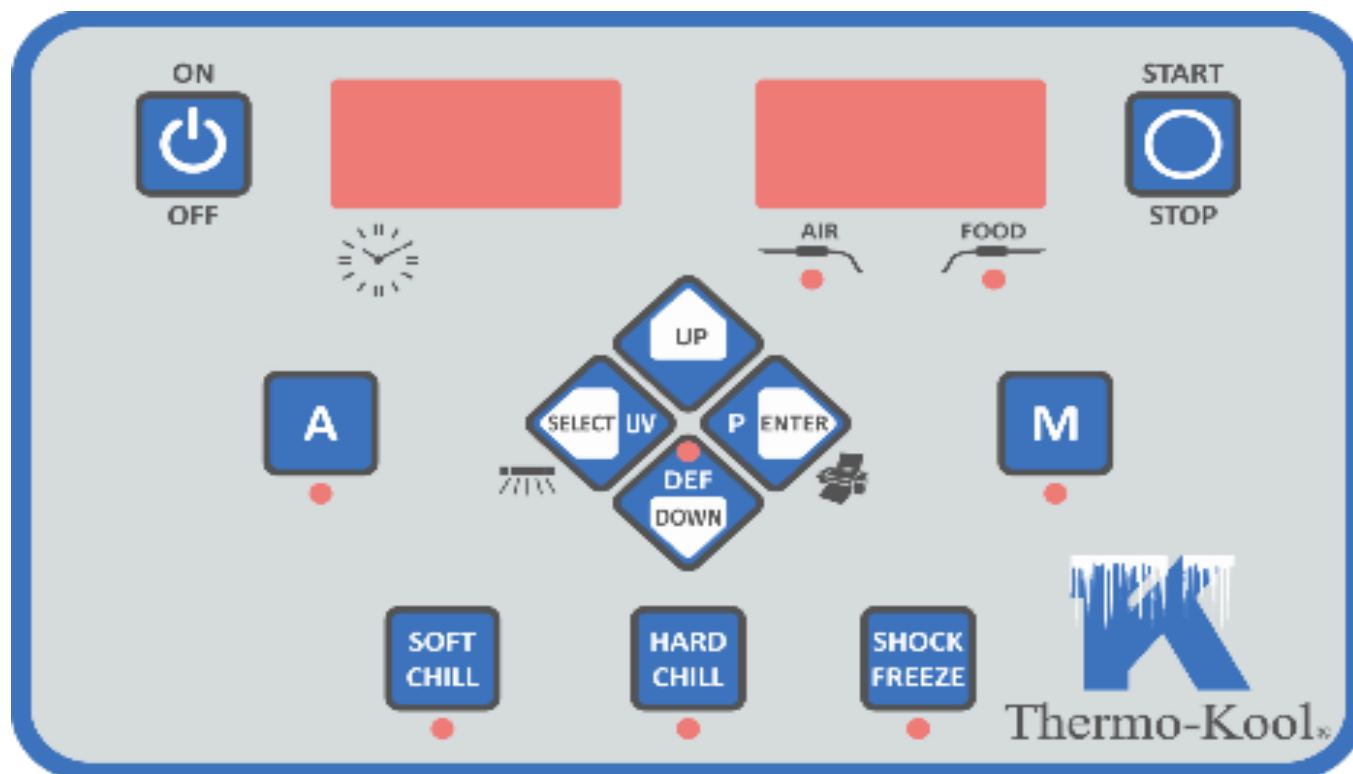 ON
OFF
START
STOP
AIR
FOOD
UP
SELECT UV
P ENTER
DEF
DOWN
A
M
SOFT
CHILL
HARD
CHILL
SHOCK
FREEZE
K
Thermo-Kool®